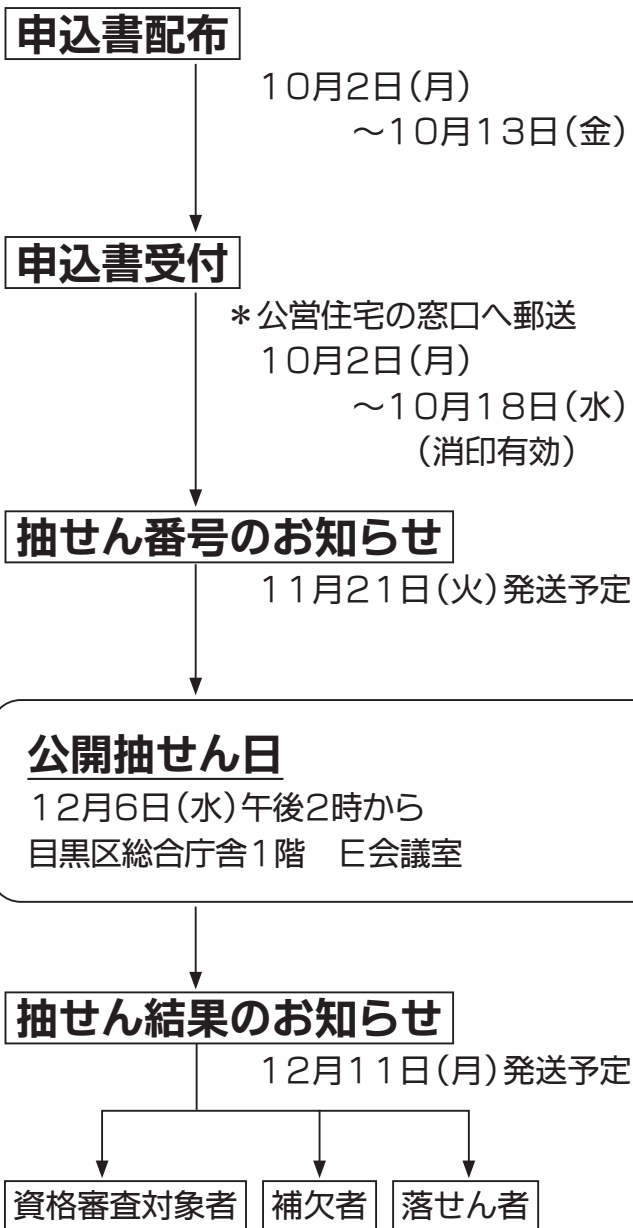 申込書配布
１０月２日（月）
～１０月１３日（金）
申込書受付
＊公営住宅の窓口へ郵送
１０月２日（月）
～１０月１８日（水）
（消印有効）
抽せん番号のお知らせ
１１月２１日（火）発送予定
公開抽せん日
１２月６日（水）午後２時から
目黒区総合庁舎１階　Ｅ会議室
抽せん結果のお知らせ
１２月１１日（月）発送予定
資格審査対象者　補欠者　落せん者